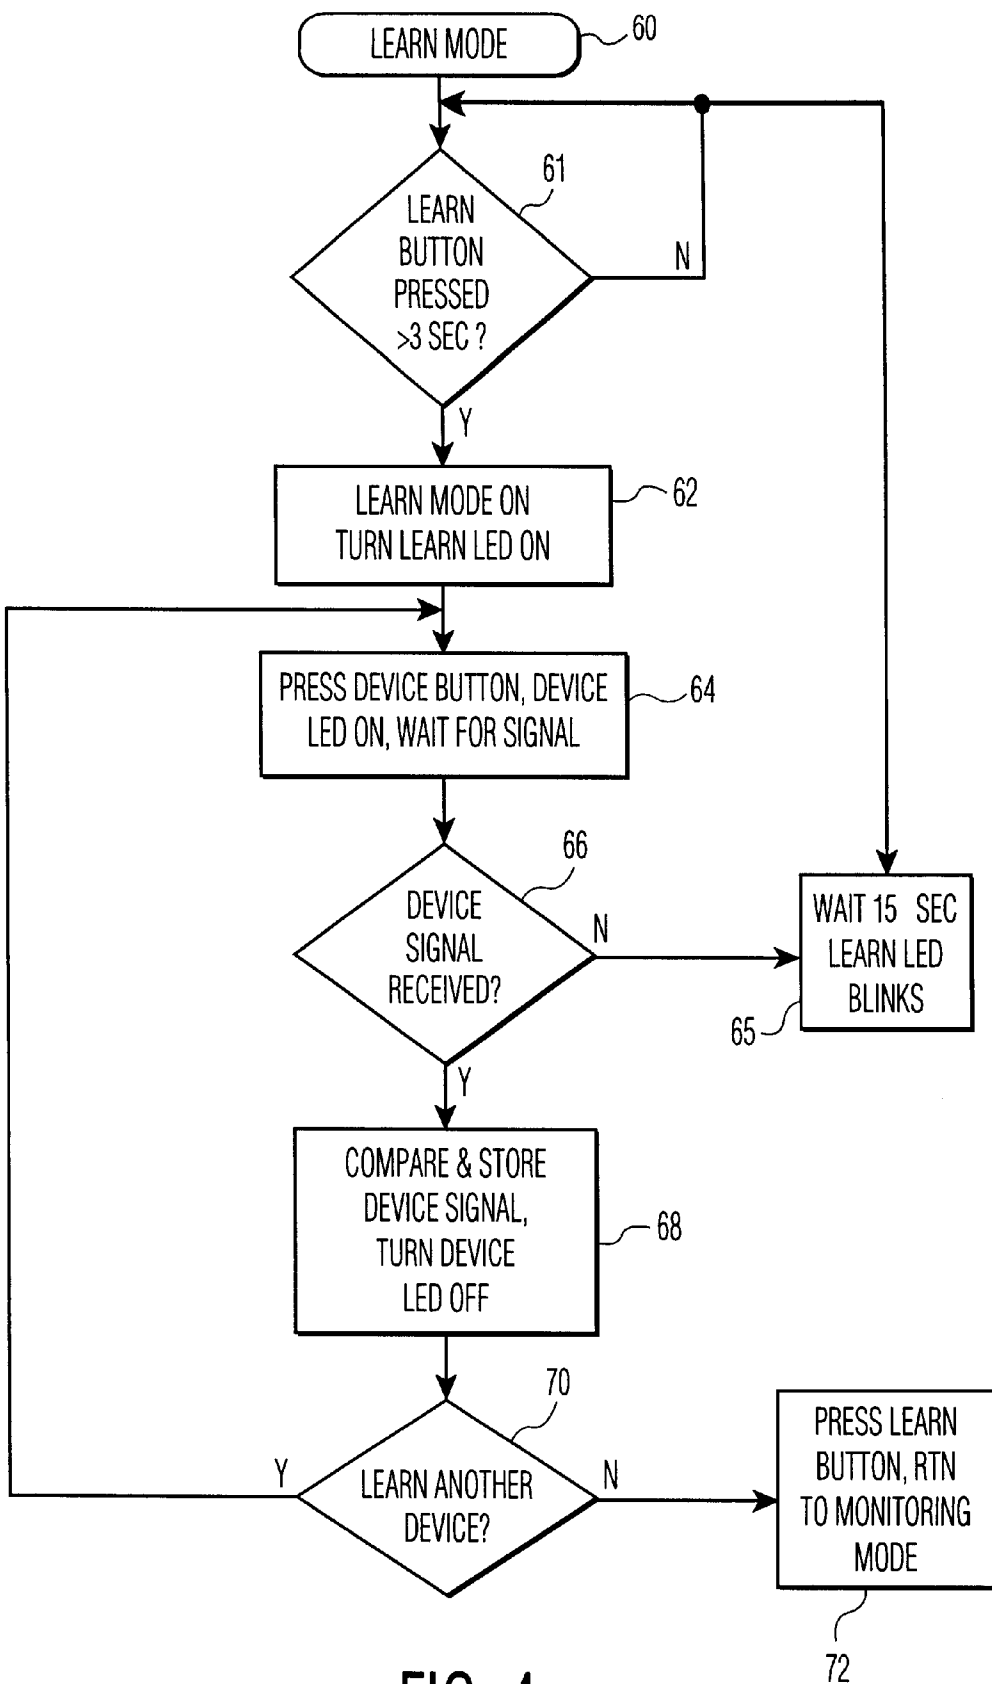 LEARN MODE
60
61
LEARN
BUTTON
PRESSED
>3 SEC ?
N
Y
LEARN MODE ON
TURN LEARN LED ON
62
PRESS DEVICE BUTTON, DEVICE
LED ON, WAIT FOR SIGNAL
64
66
DEVICE
SIGNAL
RECEIVED?
N
Y
WAIT 15 SEC
LEARN LED
BLINKS
65
COMPARE & STORE
DEVICE SIGNAL,
TURN DEVICE
LED OFF
68
70
Y
LEARN ANOTHER
DEVICE?
N
PRESS LEARN
BUTTON, RTN
TO MONITORING
MODE
72